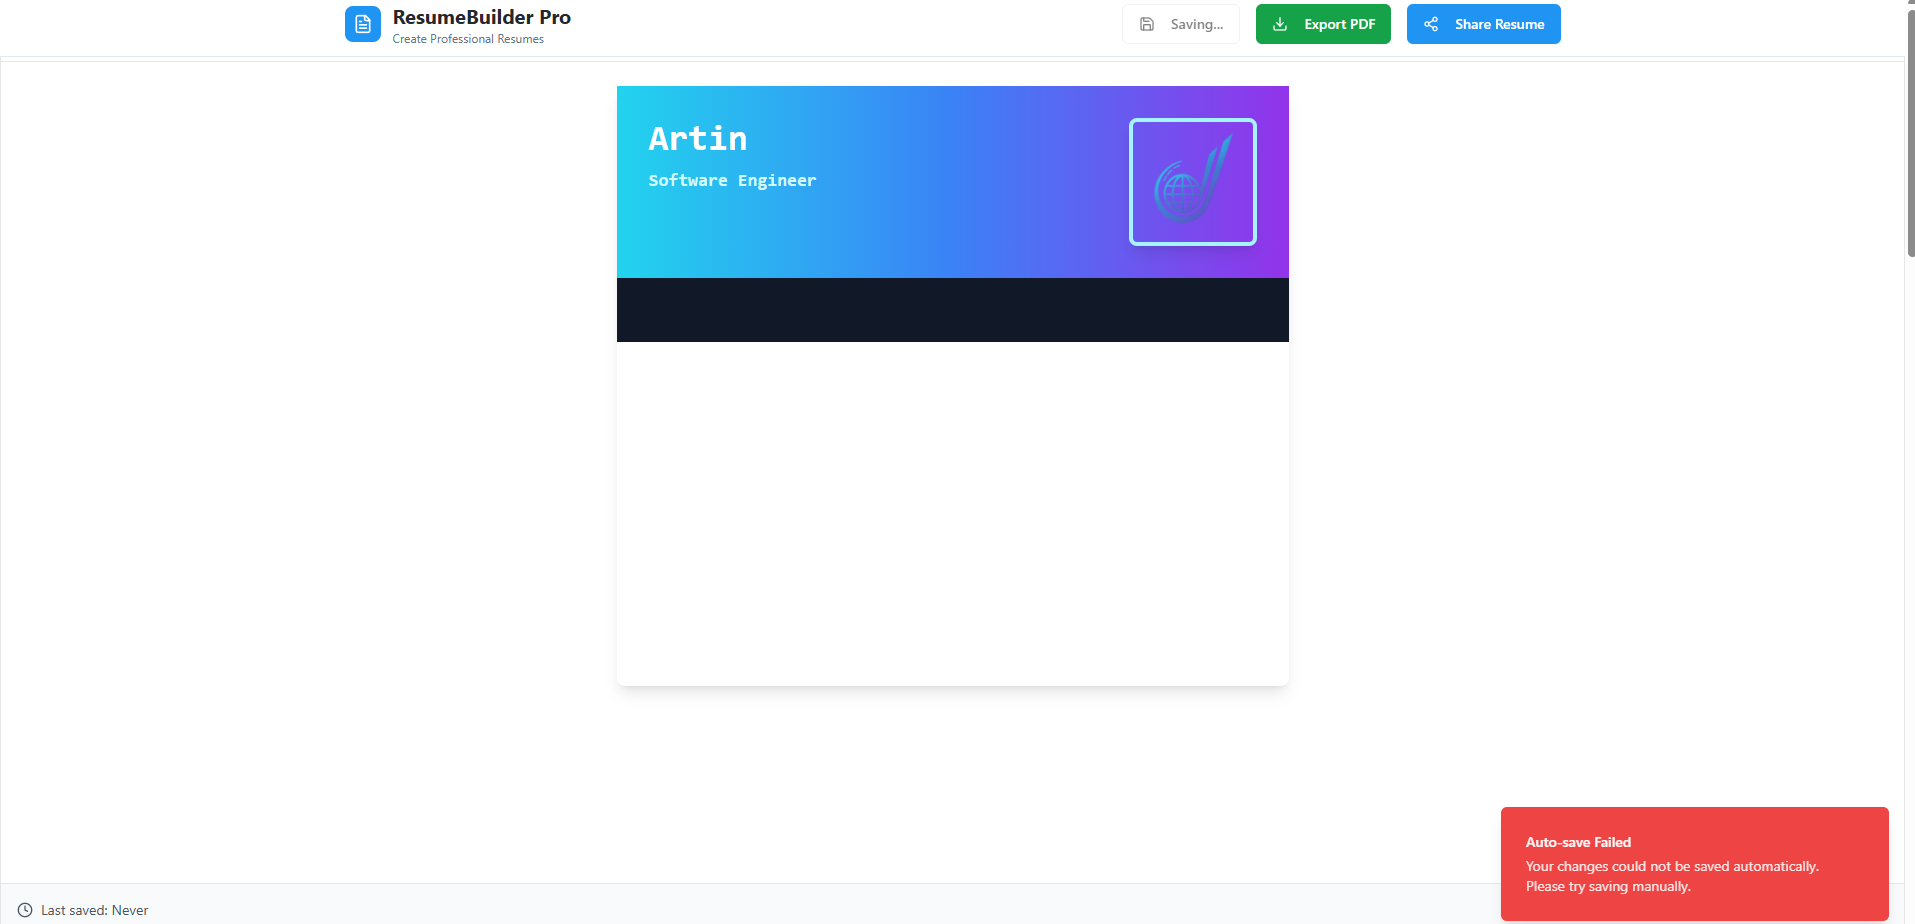 ResumeBuilder Pro
Create Professional Resumes
Saving...
Export PDF
Share Resume
Artin
Software Engineer
Auto-save Failed
Your changes could not be saved automatically.
Please try saving manually.
Last saved: Never